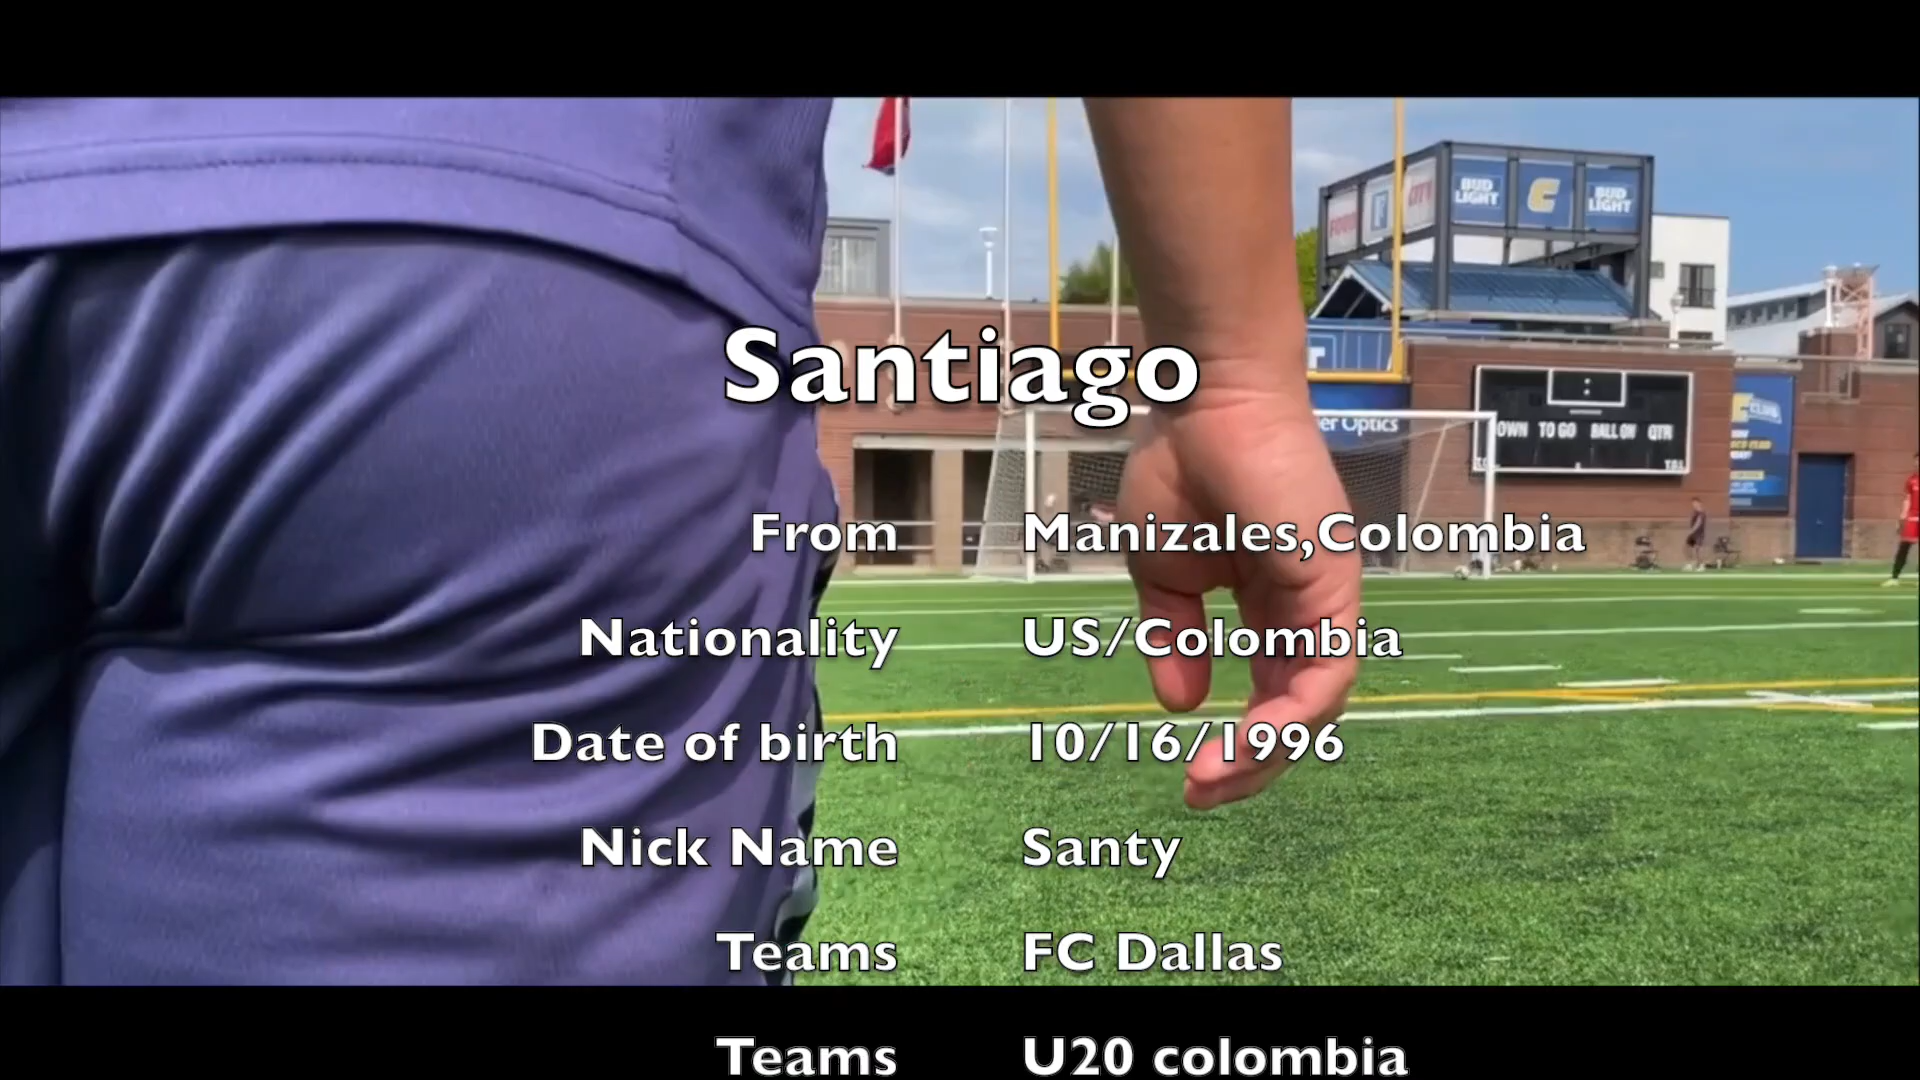 BUD LIGHT
C
BUD LIGHT
Santiago
er Optics
TO GO BALL ON QTR
From Manizales,Colombia
Nationality US/Colombia
Date of birth 10/16/1996
Nick Name Santy
Teams FC Dallas
Teams U20 colombia